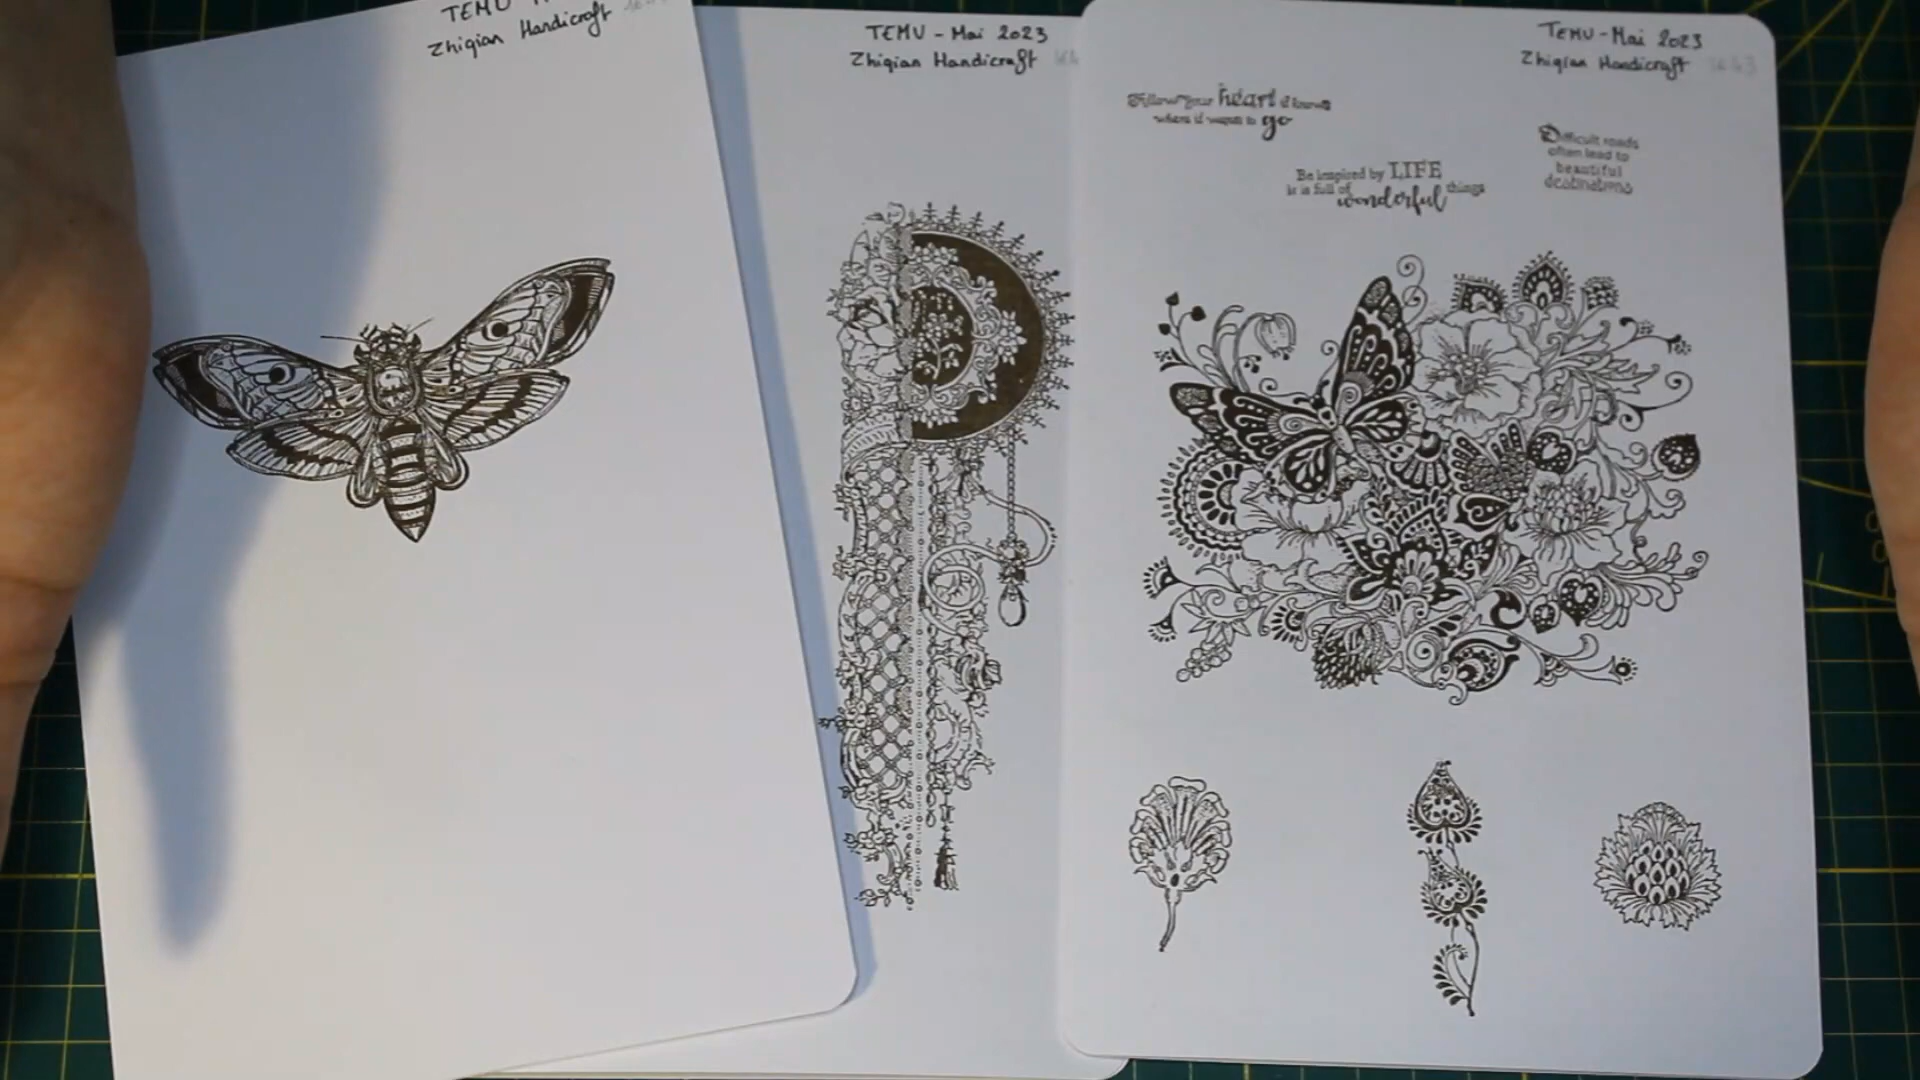 TEMU
Zhiqian Handicraft
TEMU - Mai 2023
Zhiqian Handicraft
TEMU - Mai 2023
Zhiqian Handicraft
Follow your heart it knows
where it wants to go
Be inspired by LIFE
it is full of wonderful things
Difficult roads
often lead to
beautiful
destinations